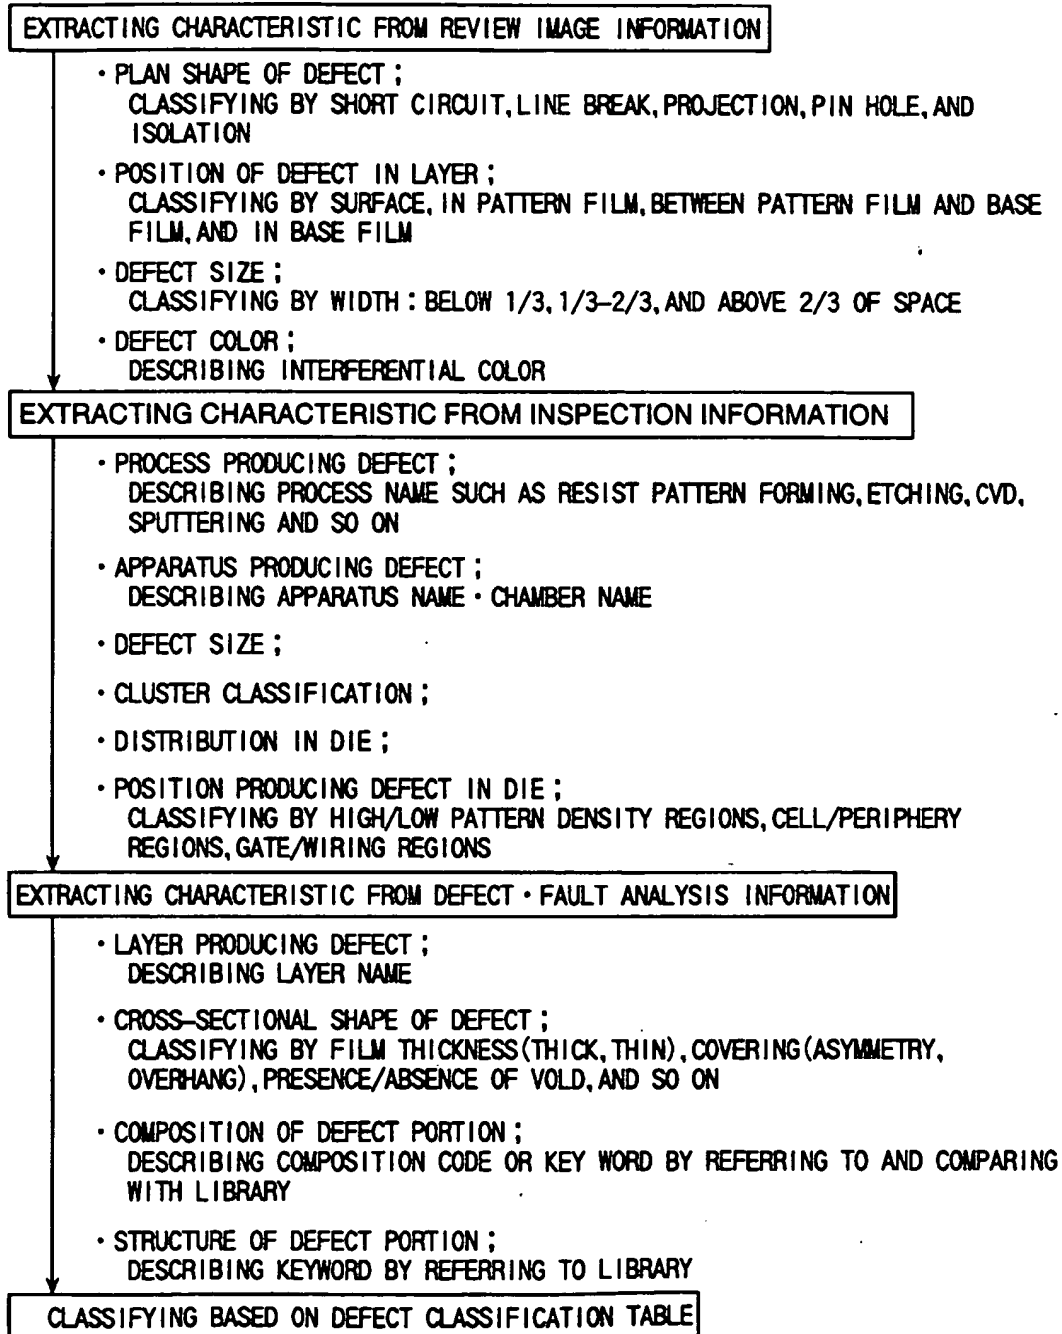 EXTRACTING CHARACTERISTIC FROM REVIEW IMAGE INFORMATION
・PLAN SHAPE OF DEFECT;
CLASSIFYING BY SHORT CIRCUIT, LINE BREAK, PROJECTION, PIN HOLE, AND
ISOLATION
・POSITION OF DEFECT IN LAYER;
CLASSIFYING BY SURFACE, IN PATTERN FILM, BETWEEN PATTERN FILM AND BASE
FILM, AND IN BASE FILM
・DEFECT SIZE;
CLASSIFYING BY WIDTH: BELOW 1/3, 1/3–2/3, AND ABOVE 2/3 OF SPACE
・DEFECT COLOR;
DESCRIBING INTERFERENTIAL COLOR
EXTRACTING CHARACTERISTIC FROM INSPECTION INFORMATION
・PROCESS PRODUCING DEFECT;
DESCRIBING PROCESS NAME SUCH AS RESIST PATTERN FORMING, ETCHING, CVD,
SPUTTERING AND SO ON
・APPARATUS PRODUCING DEFECT;
DESCRIBING APPARATUS NAME・CHAMBER NAME
・DEFECT SIZE;
・CLUSTER CLASSIFICATION;
・DISTRIBUTION IN DIE;
・POSITION PRODUCING DEFECT IN DIE;
CLASSIFYING BY HIGH/LOW PATTERN DENSITY REGIONS, CELL/PERIPHERY
REGIONS, GATE/WIRING REGIONS
EXTRACTING CHARACTERISTIC FROM DEFECT・FAULT ANALYSIS INFORMATION
・LAYER PRODUCING DEFECT;
DESCRIBING LAYER NAME
・CROSS–SECTIONAL SHAPE OF DEFECT;
CLASSIFYING BY FILM THICKNESS(THICK, THIN), COVERING(ASYMMETRY,
OVERHANG), PRESENCE/ABSENCE OF VOLD, AND SO ON
・COMPOSITION OF DEFECT PORTION;
DESCRIBING COMPOSITION CODE OR KEY WORD BY REFERRING TO AND COMPARING
WITH LIBRARY
・STRUCTURE OF DEFECT PORTION;
DESCRIBING KEYWORD BY REFERRING TO LIBRARY
CLASSIFYING BASED ON DEFECT CLASSIFICATION TABLE